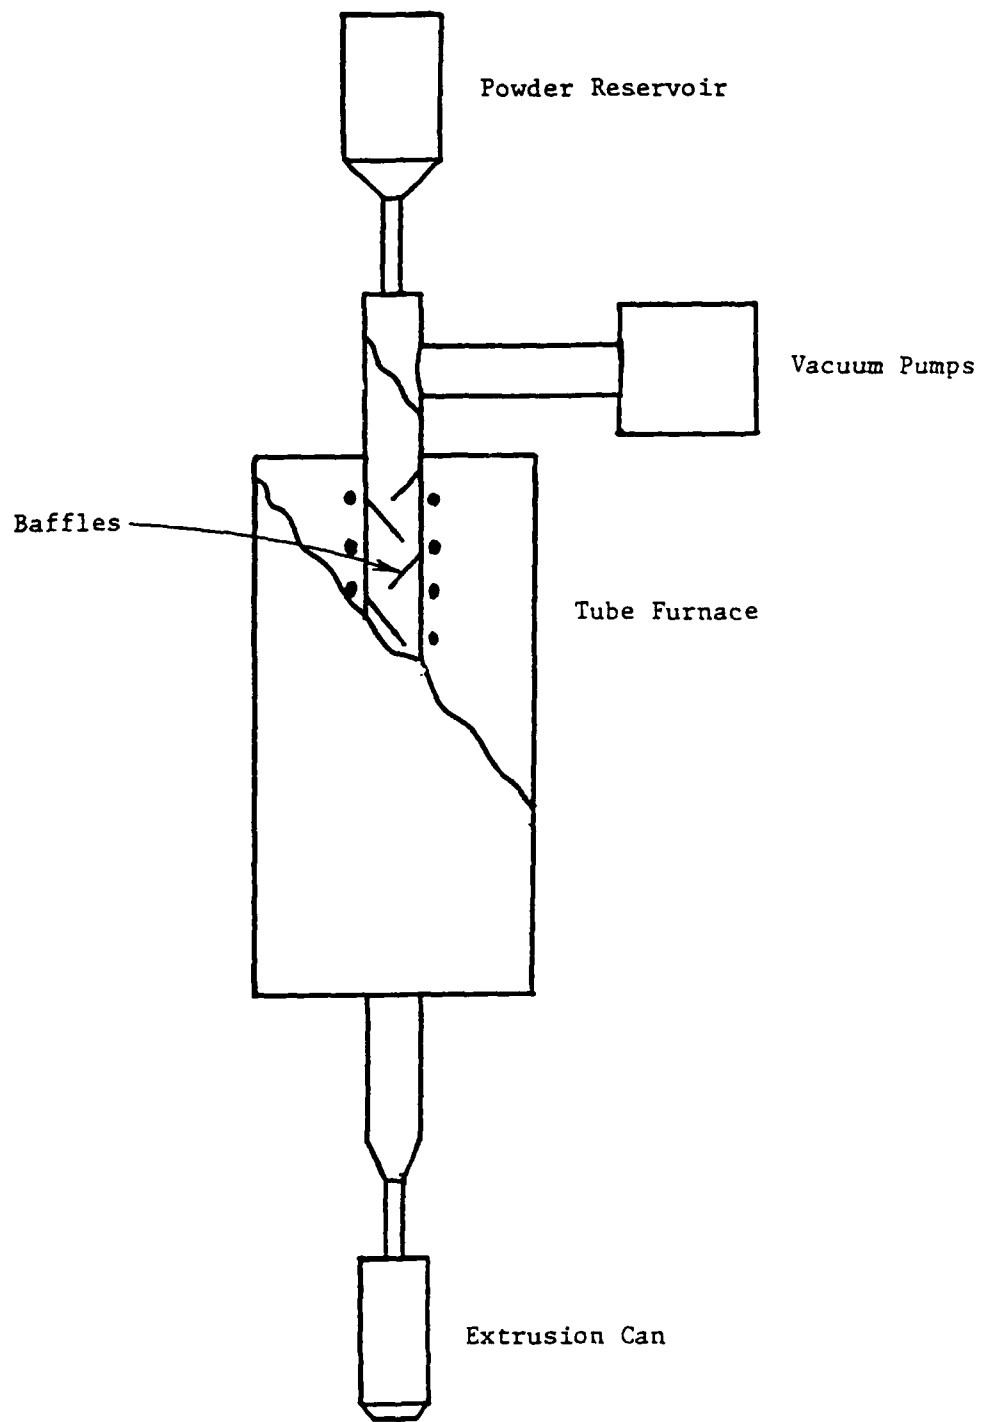 Powder Reservoir
Vacuum Pumps
Baffles
Tube Furnace
Extrusion Can